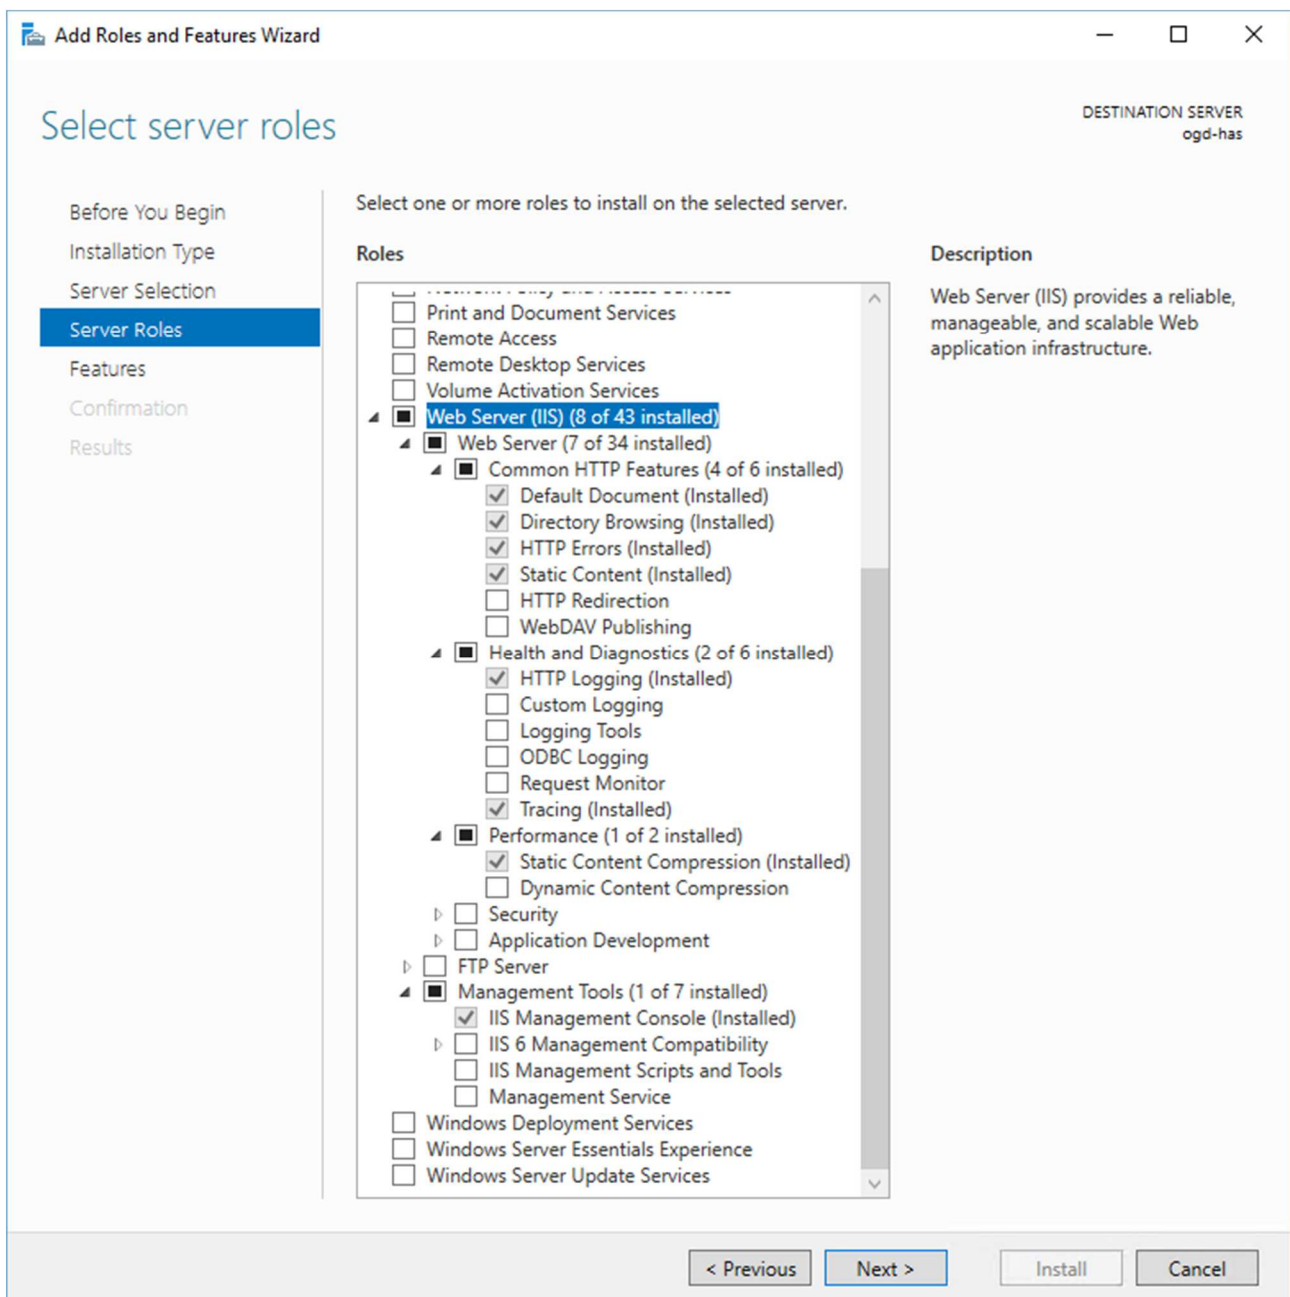 Add Roles and Features Wizard
Select server roles
DESTINATION SERVER
ogd-has
Before You Begin
Installation Type
Server Selection
Server Roles
Features
Confirmation
Results
Select one or more roles to install on the selected server.
Roles
Network Policy and Access Services
Print and Document Services
Remote Access
Remote Desktop Services
Volume Activation Services
Web Server (IIS) (8 of 43 installed)
Web Server (7 of 34 installed)
Common HTTP Features (4 of 6 installed)
Default Document (Installed)
Directory Browsing (Installed)
HTTP Errors (Installed)
Static Content (Installed)
HTTP Redirection
WebDAV Publishing
Health and Diagnostics (2 of 6 installed)
HTTP Logging (Installed)
Custom Logging
Logging Tools
ODBC Logging
Request Monitor
Tracing (Installed)
Performance (1 of 2 installed)
Static Content Compression (Installed)
Dynamic Content Compression
Security
Application Development
FTP Server
Management Tools (1 of 7 installed)
IIS Management Console (Installed)
IIS 6 Management Compatibility
IIS Management Scripts and Tools
Management Service
Windows Deployment Services
Windows Server Essentials Experience
Windows Server Update Services
Description
Web Server (IIS) provides a reliable,
manageable, and scalable Web
application infrastructure.
< Previous
Next >
Install
Cancel